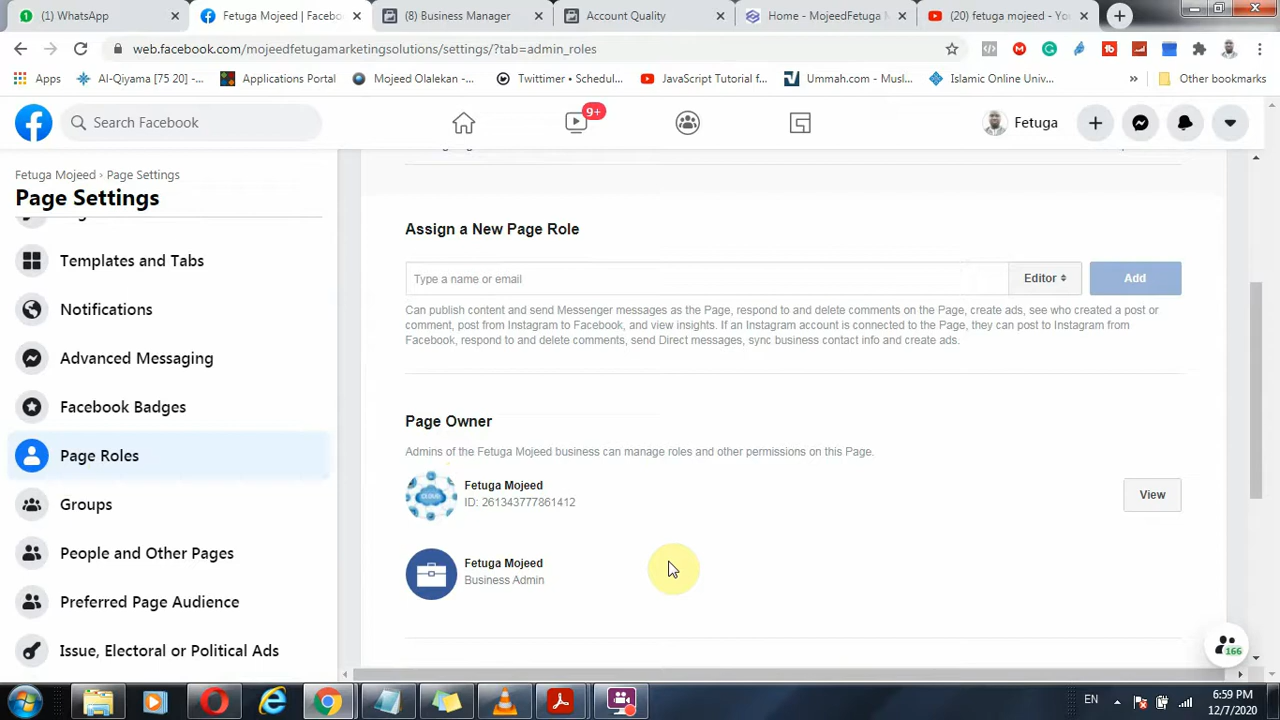 (1) WhatsApp
Fetuga Mojeed | Facebo
(8) Business Manage
Account Quality
Home - MojeedFetuga M
(20) fetuga mojeed - Yo
web.facebook.com/mojeedfetugamarketingsolutions/settings/?tab=admin_roles
Apps
Al-Qiyama [75 20] -...
Applications Portal
Mojeed Olalekan -...
Twittimer • Schedul...
JavaScript Tutorial f...
Ummah.com - Musl...
Islamic Online Univ...
»
Other bookmarks
Search Facebook
9+
Fetuga
Fetuga Mojeed › Page Settings
Page Settings
Templates and Tabs
Notifications
Advanced Messaging
Facebook Badges
Page Roles
Groups
People and Other Pages
Preferred Page Audience
Issue, Electoral or Political Ads
Assign a New Page Role
Type a name or email
Editor
Add
Can publish content and send Messenger messages as the Page, respond to and delete comments on the Page, create ads, see who created a post or
comment, post from Instagram to Facebook, and view insights. If an Instagram account is connected to the Page, they can post to Instagram from
Facebook, respond to and delete comments, send Direct messages, sync business contact info and create ads.
Page Owner
Admins of the Fetuga Mojeed business can manage roles and other permissions on this Page.
CLOUD
Fetuga Mojeed
ID: 261343777861412
View
Fetuga Mojeed
Business Admin
166
EN
6:59 PM
12/7/2020